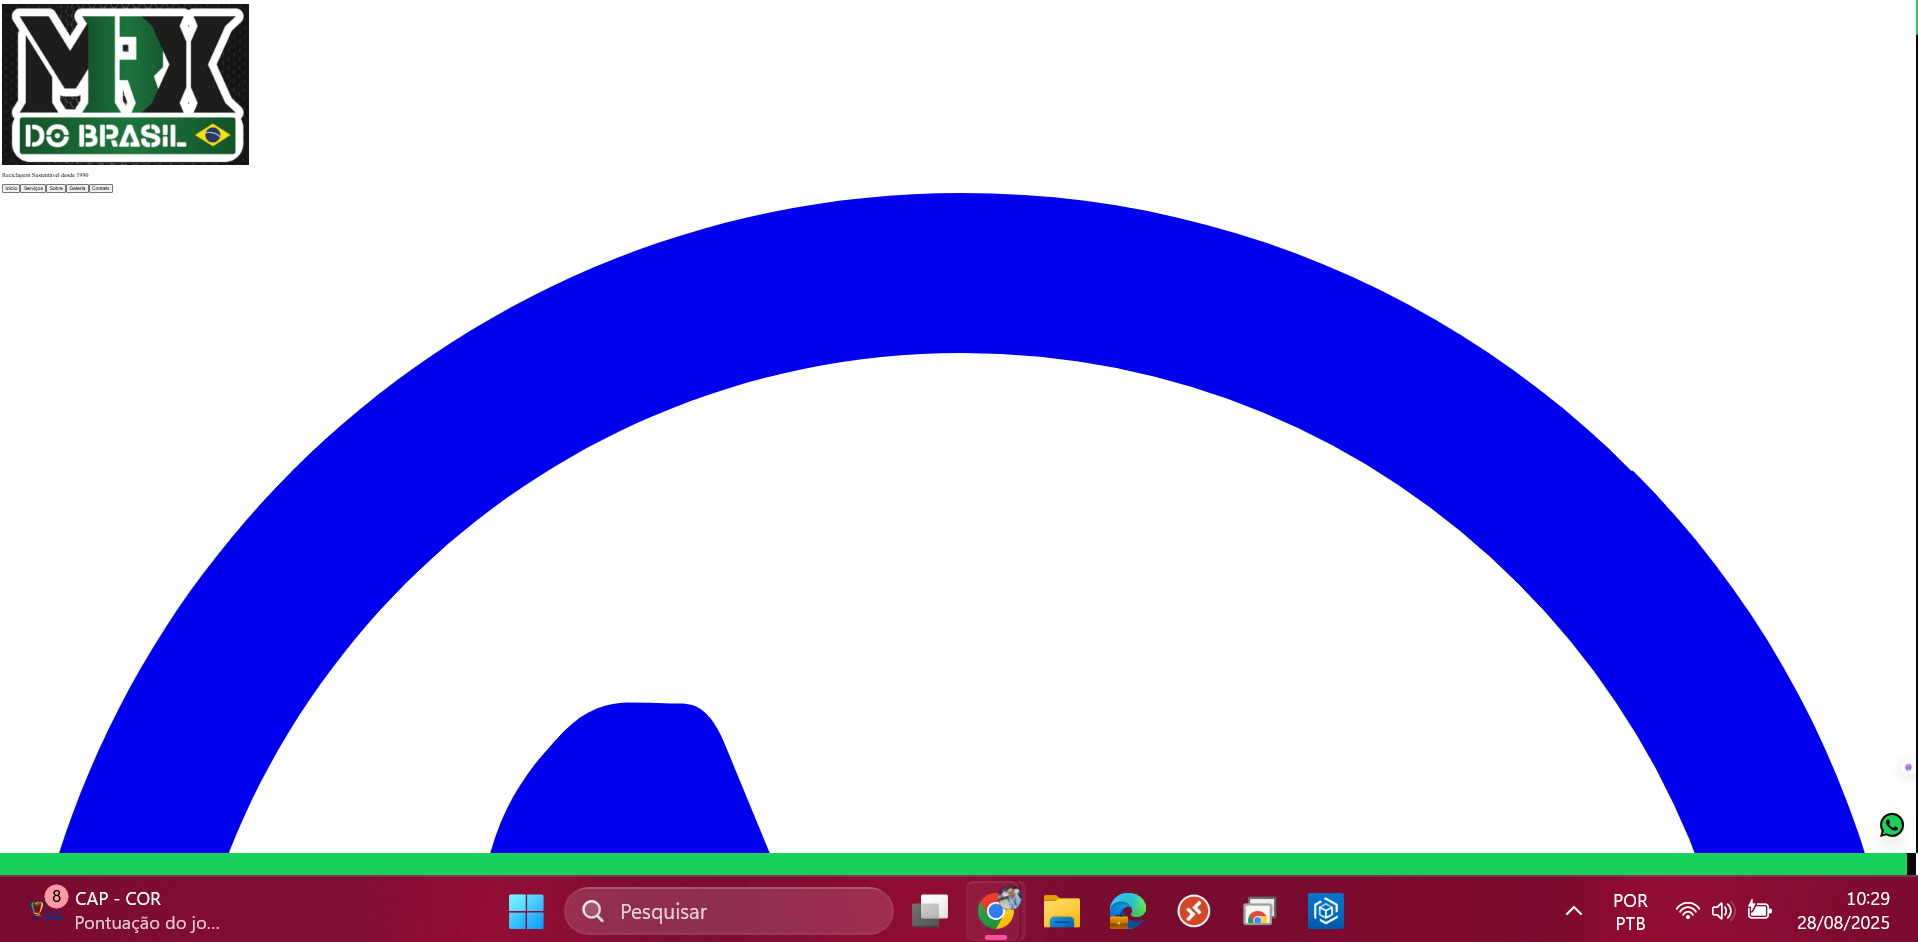 MBX
DO BRASIL
Reciclagem Sustentável desde 1990
Início Serviços Sobre Galeria Contato
8
CAP - COR
Pontuação do jo...
Pesquisar
POR
PTB
10:29
28/08/2025